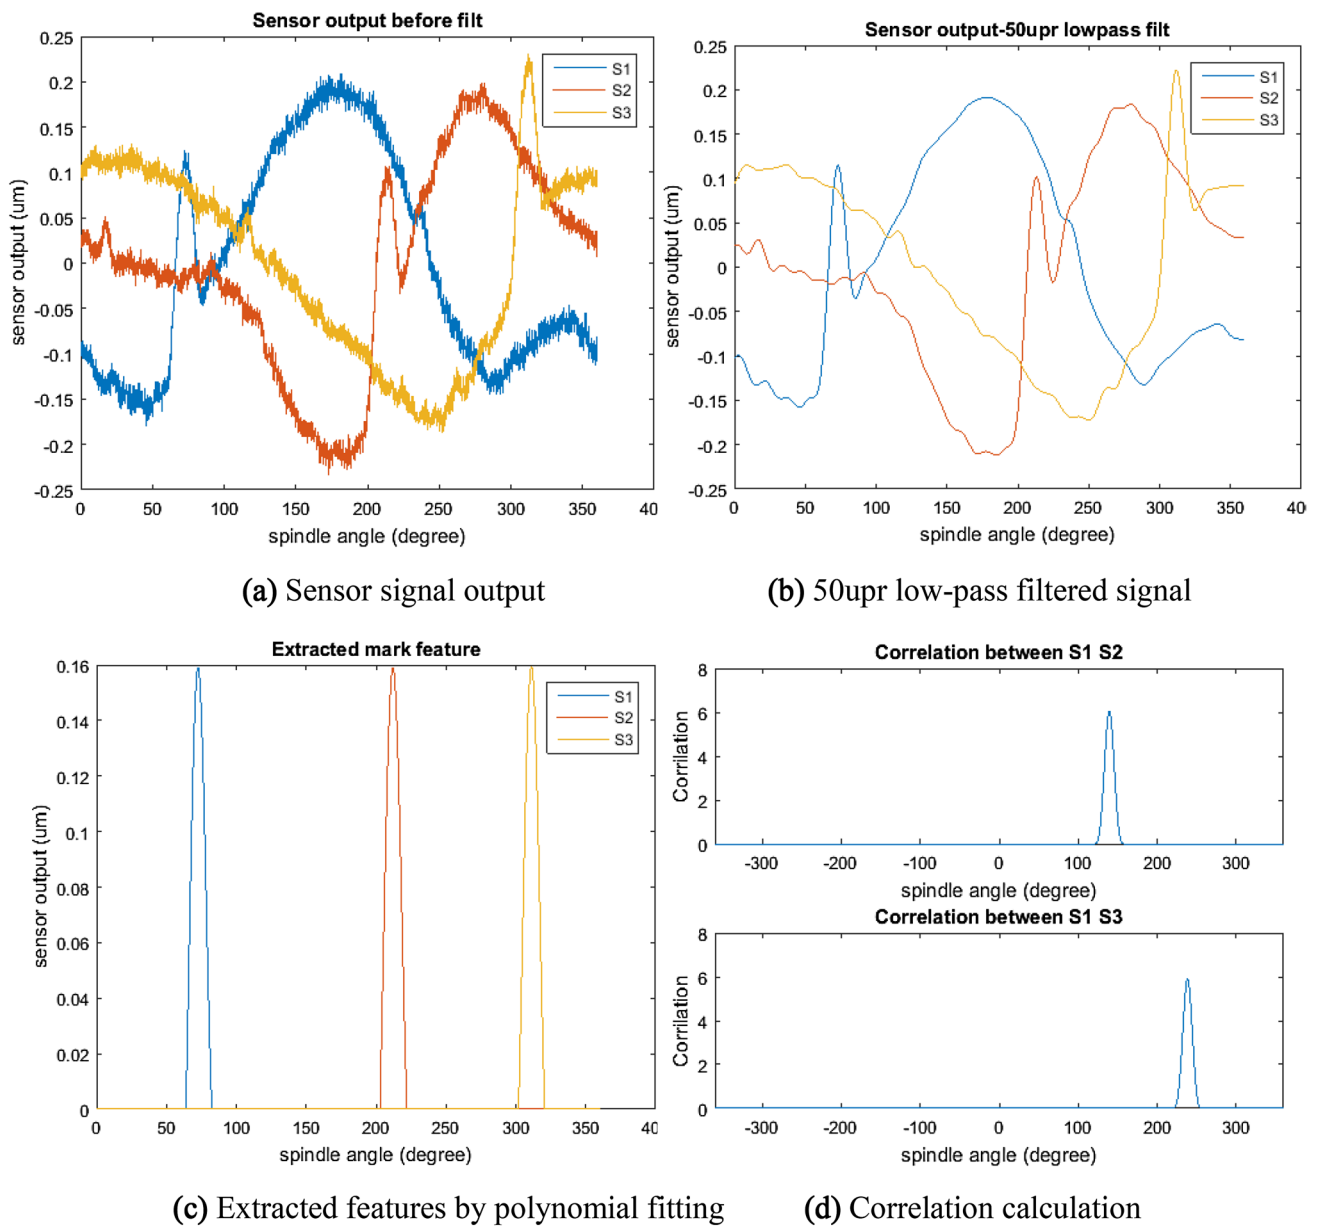 Sensor output before filt
0.25
0.2
0.15
0.1
0.05
0
-0.05
-0.1
-0.15
-0.2
-0.25
sensor output (um)
S1
S2
S3
0 50 100 150 200 250 300 350 40
spindle angle (degree)
(a) Sensor signal output
Sensor output-50upr lowpass filt
0.25
0.2
0.15
0.1
0.05
0
-0.05
-0.1
-0.15
-0.2
-0.25
sensor output (um)
S1
S2
S3
0 50 100 150 200 250 300 350 40
spindle angle (degree)
(b) 50upr low-pass filtered signal
Extracted mark feature
0.16
0.14
0.12
0.1
0.08
0.06
0.04
0.02
0
sensor output (um)
S1
S2
S3
0 50 100 150 200 250 300 350 40
spindle angle (degree)
(c) Extracted features by polynomial fitting
Correlation between S1 S2
8
6
4
2
0
Corrilation
-300 -200 -100 0 100 200 300
spindle angle (degree)
Correlation between S1 S3
8
6
4
2
0
Corrilation
-300 -200 -100 0 100 200 300
spindle angle (degree)
(d) Correlation calculation